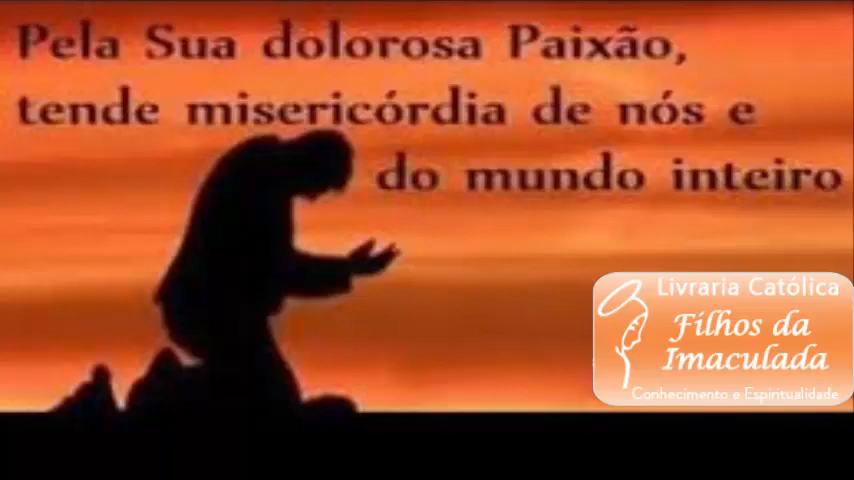 Pela Sua dolorosa Paixão,
tende misericórdia de nós e
do mundo inteiro
Livraria Católica
Filhos da
Imaculada
Conhecimento e Espiritualidade